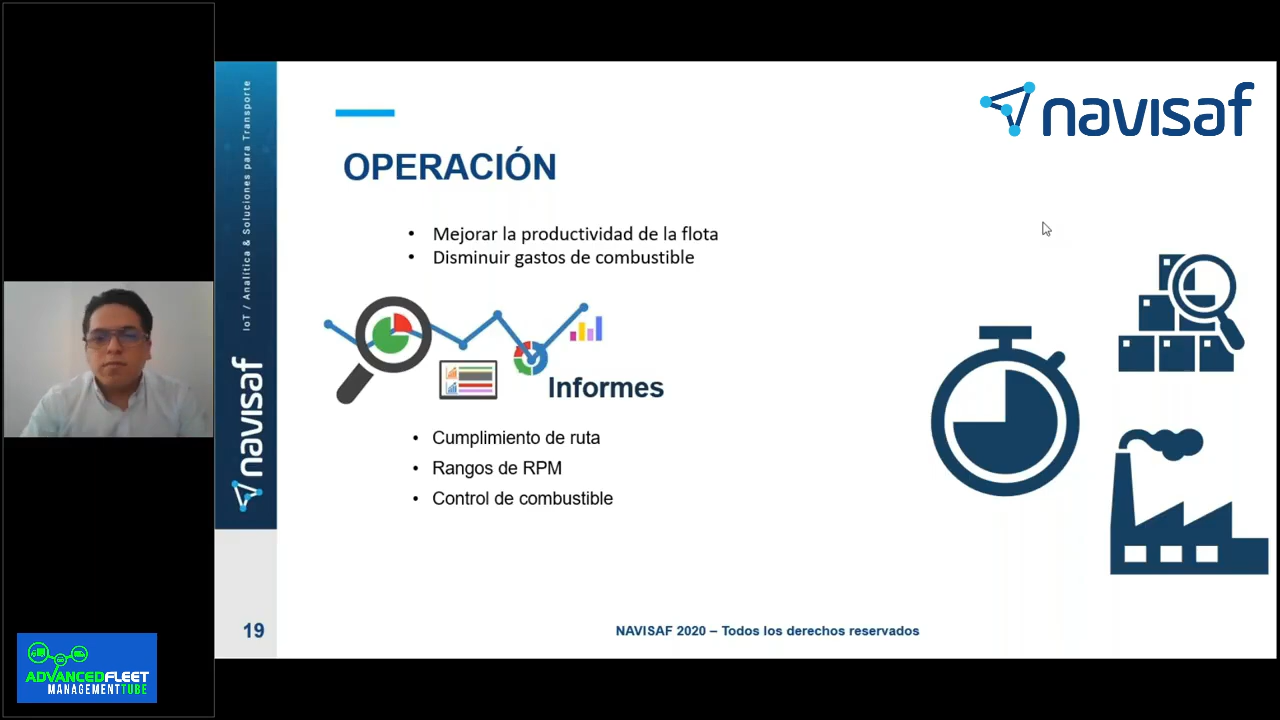 navisaf
OPERACIÓN
• Mejorar la productividad de la flota
• Disminuir gastos de combustible
Informes
• Cumplimiento de ruta
• Rangos de RPM
• Control de combustible
IoT / Analítica & Soluciones para Transporte
navisaf
19
NAVISAF 2020 – Todos los derechos reservados
ADVANCEDFLEET
MANAGEMENTTUBE